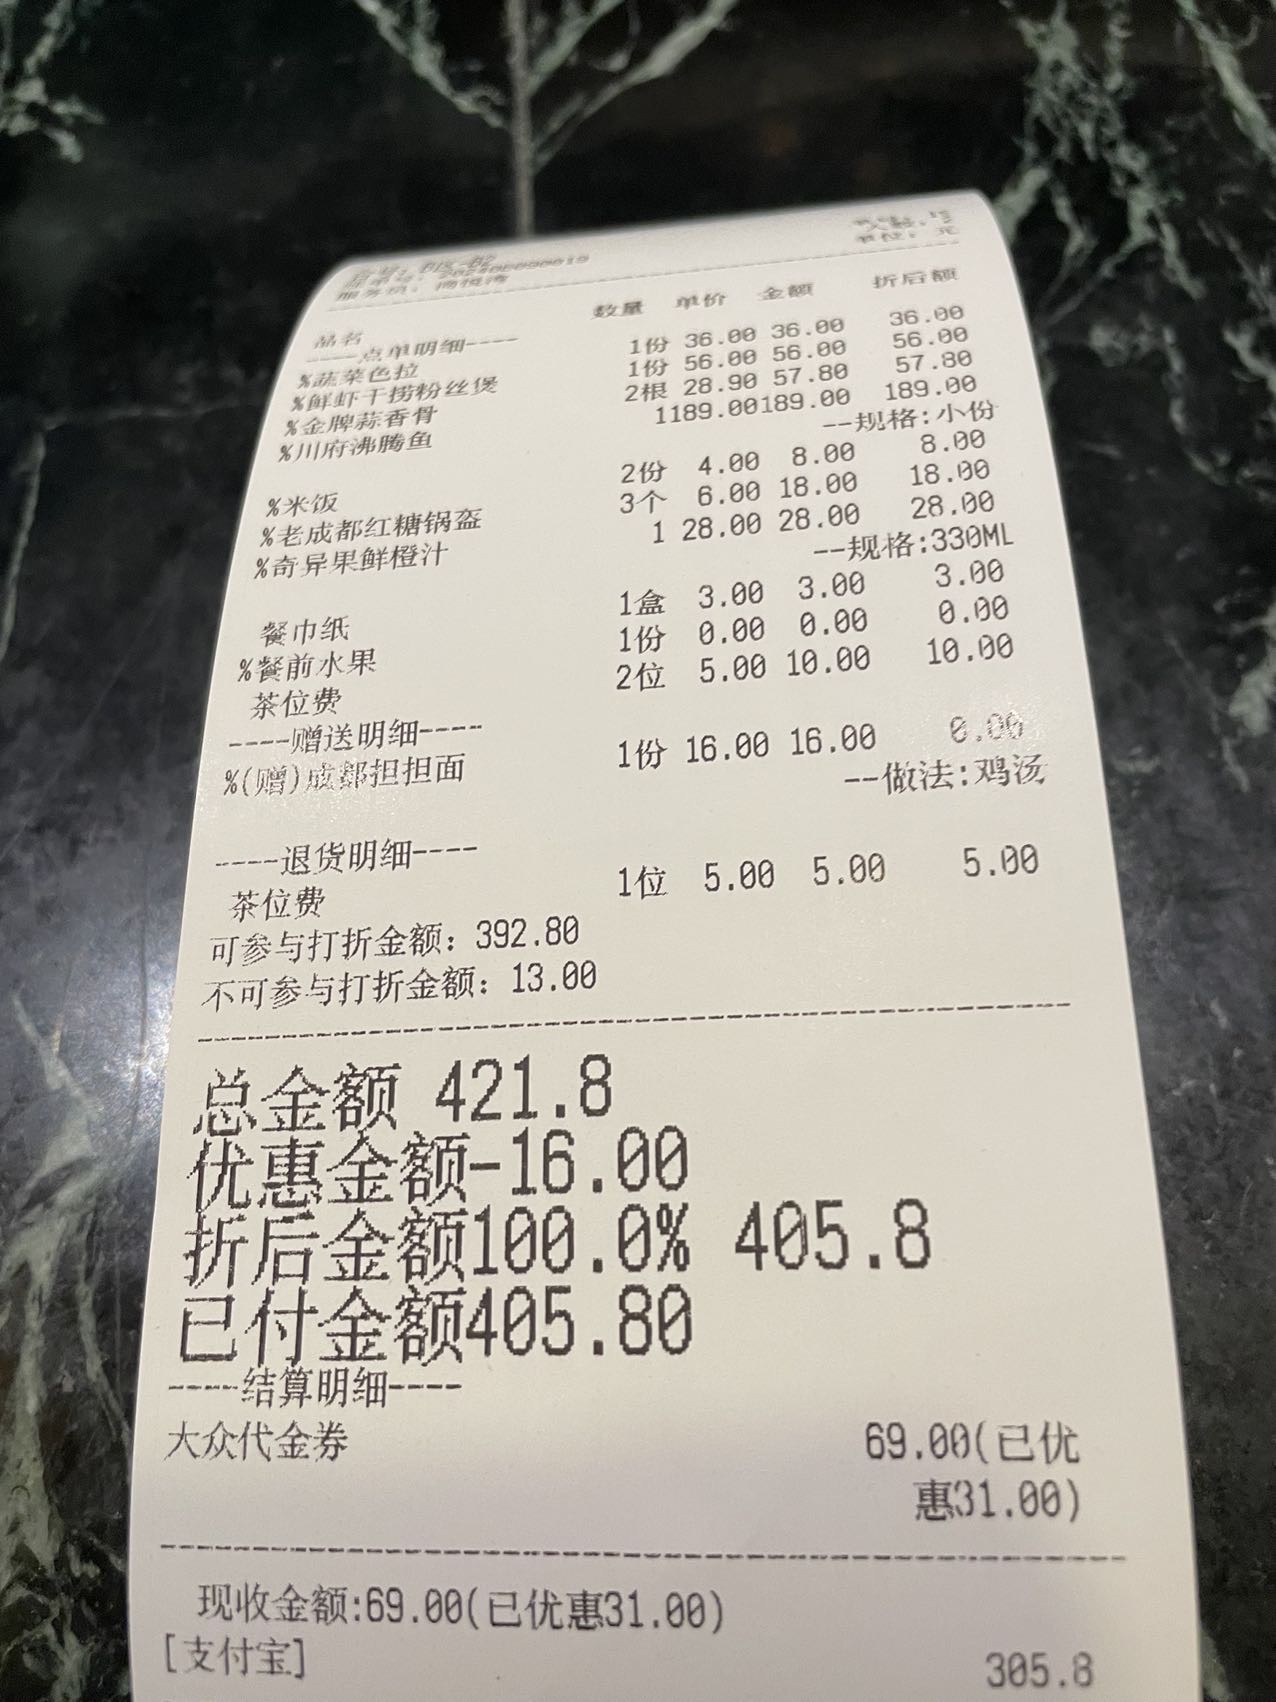 品名 数量 单价 金额 折后额
----点单明细----
%蔬菜色拉 1份 36.00 36.00 36.00
%鲜虾干捞粉丝煲 1份 56.00 56.00 56.00
%金牌蒜香骨 2根 28.90 57.80 57.80
%川府沸腾鱼 1 189.00 189.00 189.00
--规格:小份
%米饭 2份 4.00 8.00 8.00
%老成都红糖锅盔 3个 6.00 18.00 18.00
%奇异果鲜橙汁 1 28.00 28.00 28.00
--规格:330ML
餐巾纸 1盒 3.00 3.00 3.00
%餐前水果 1份 0.00 0.00 0.00
茶位费 2位 5.00 10.00 10.00
----赠送明细----
%(赠)成都担担面 1份 16.00 16.00 0.00
--做法:鸡汤
----退货明细----
茶位费 1位 5.00 5.00 5.00
可参与打折金额：392.80
不可参与打折金额：13.00
总金额 421.8
优惠金额-16.00
折后金额100.0% 405.8
已付金额405.80
----结算明细----
大众代金券 69.00(已优
惠31.00)
现收金额:69.00(已优惠31.00)
[支付宝] 305.8